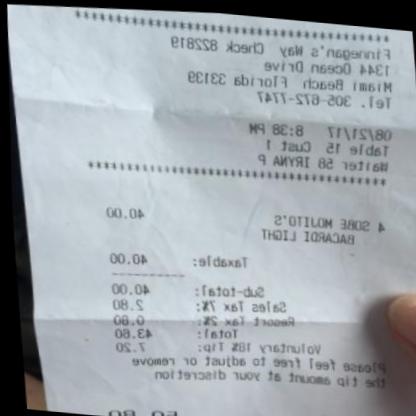 ********************************
Finnegan's Way Check 822819
1344 Ocean Drive
Miami Beach Florida 33139
Tel. 305-672-7747
08/21/17 8:38 PM
Table 15 Cust 1
Waiter 58 IRYNA P
********************************
4 SOBE MOJITO'S 40.00
BACARDI LIGHT
Taxable: 40.00
----------
Sub-total: 40.00
Sales Tax 7%: 2.80
Resort Tax 2%: 0.80
Total: 43.60
Voluntary 18% Tip: 7.20
Please feel free to adjust or remove
the tip amount at your discretion